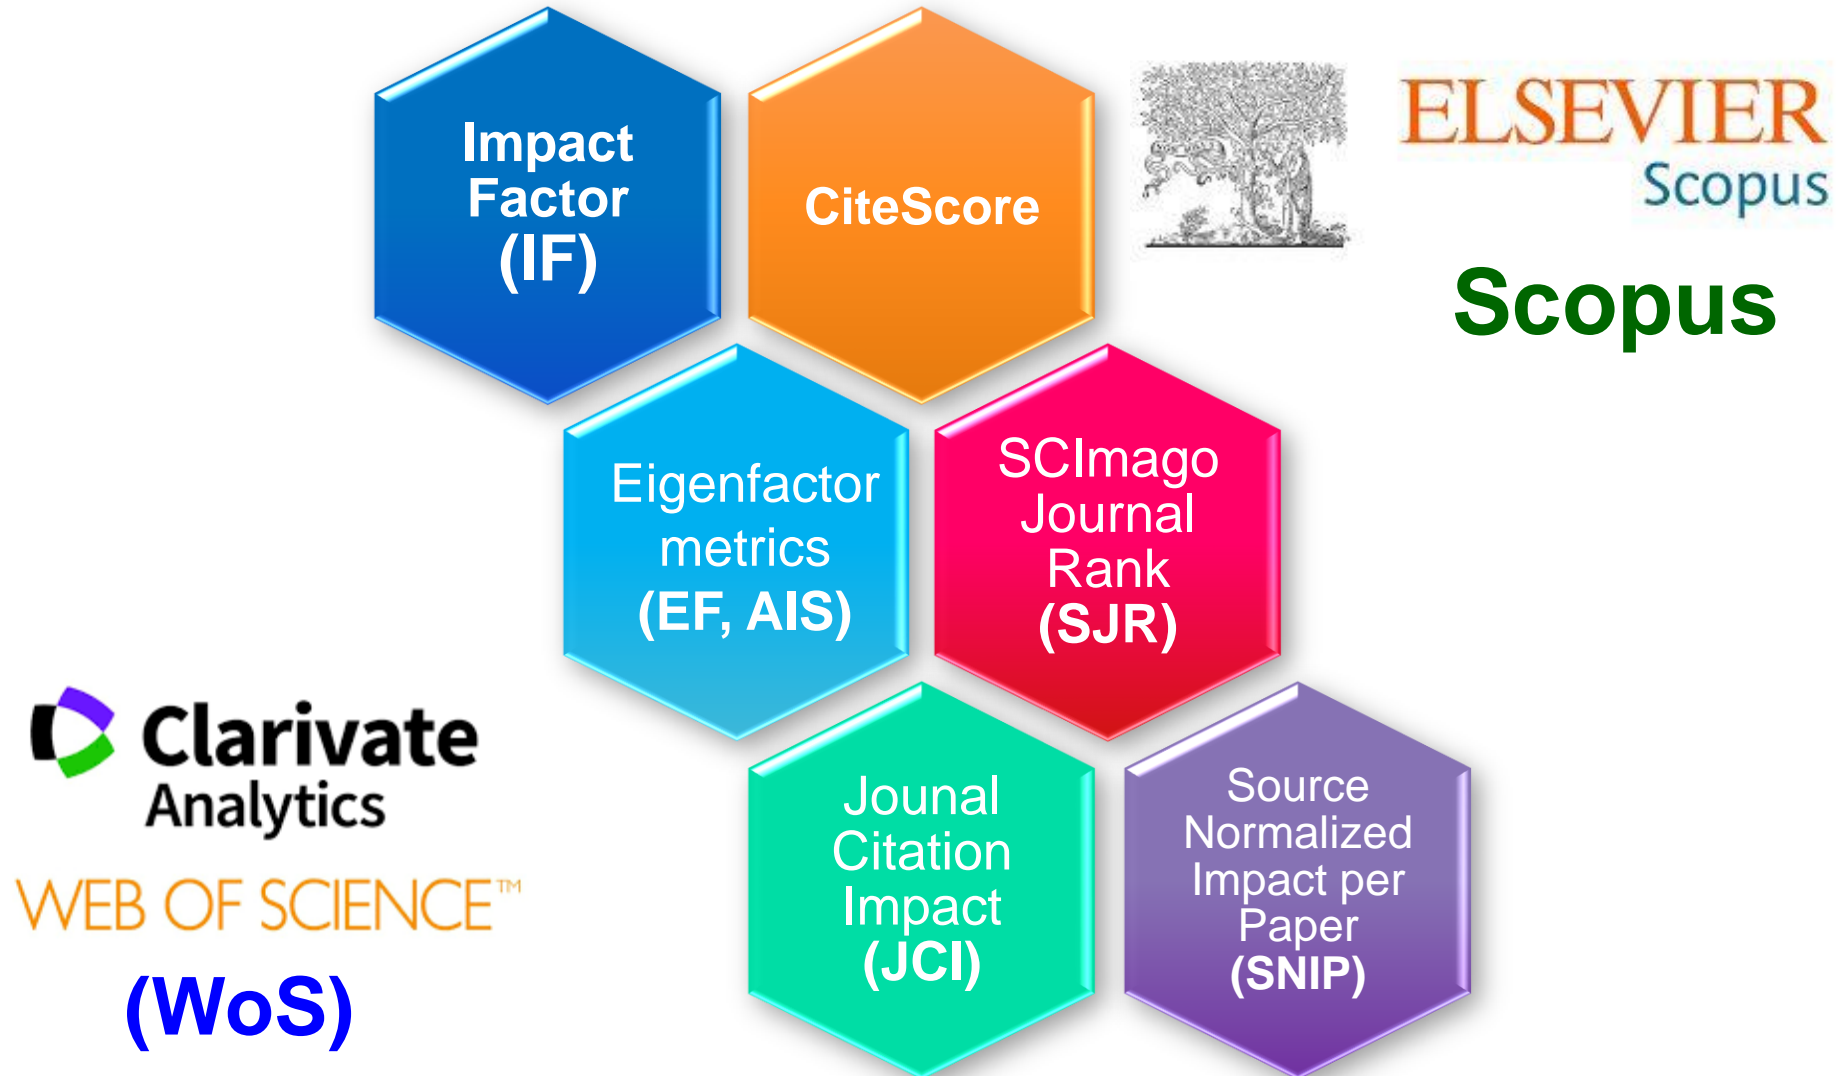 Impact
Factor
(IF)
CiteScore
ELSEVIER
Scopus
Scopus
Eigenfactor
metrics
(EF, AIS)
SCImago
Journal
Rank
(SJR)
Clarivate
Analytics
WEB OF SCIENCE™
(WoS)
Jounal
Citation
Impact
(JCI)
Source
Normalized
Impact per
Paper
(SNIP)